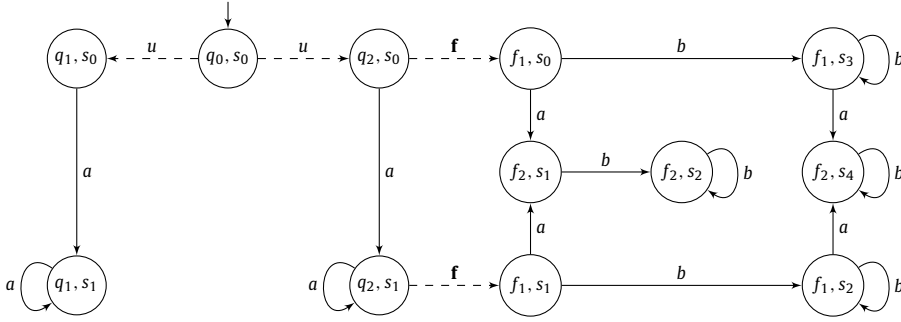 u u f b
q₁, s₀ q₀, s₀ q₂, s₀ f₁, s₀ f₁, s₃ b
a a
a a b b
f₂, s₁ f₂, s₂ f₂, s₄ b
a a
a q₁, s₁ a q₂, s₁ f f₁, s₁ b f₁, s₂ b